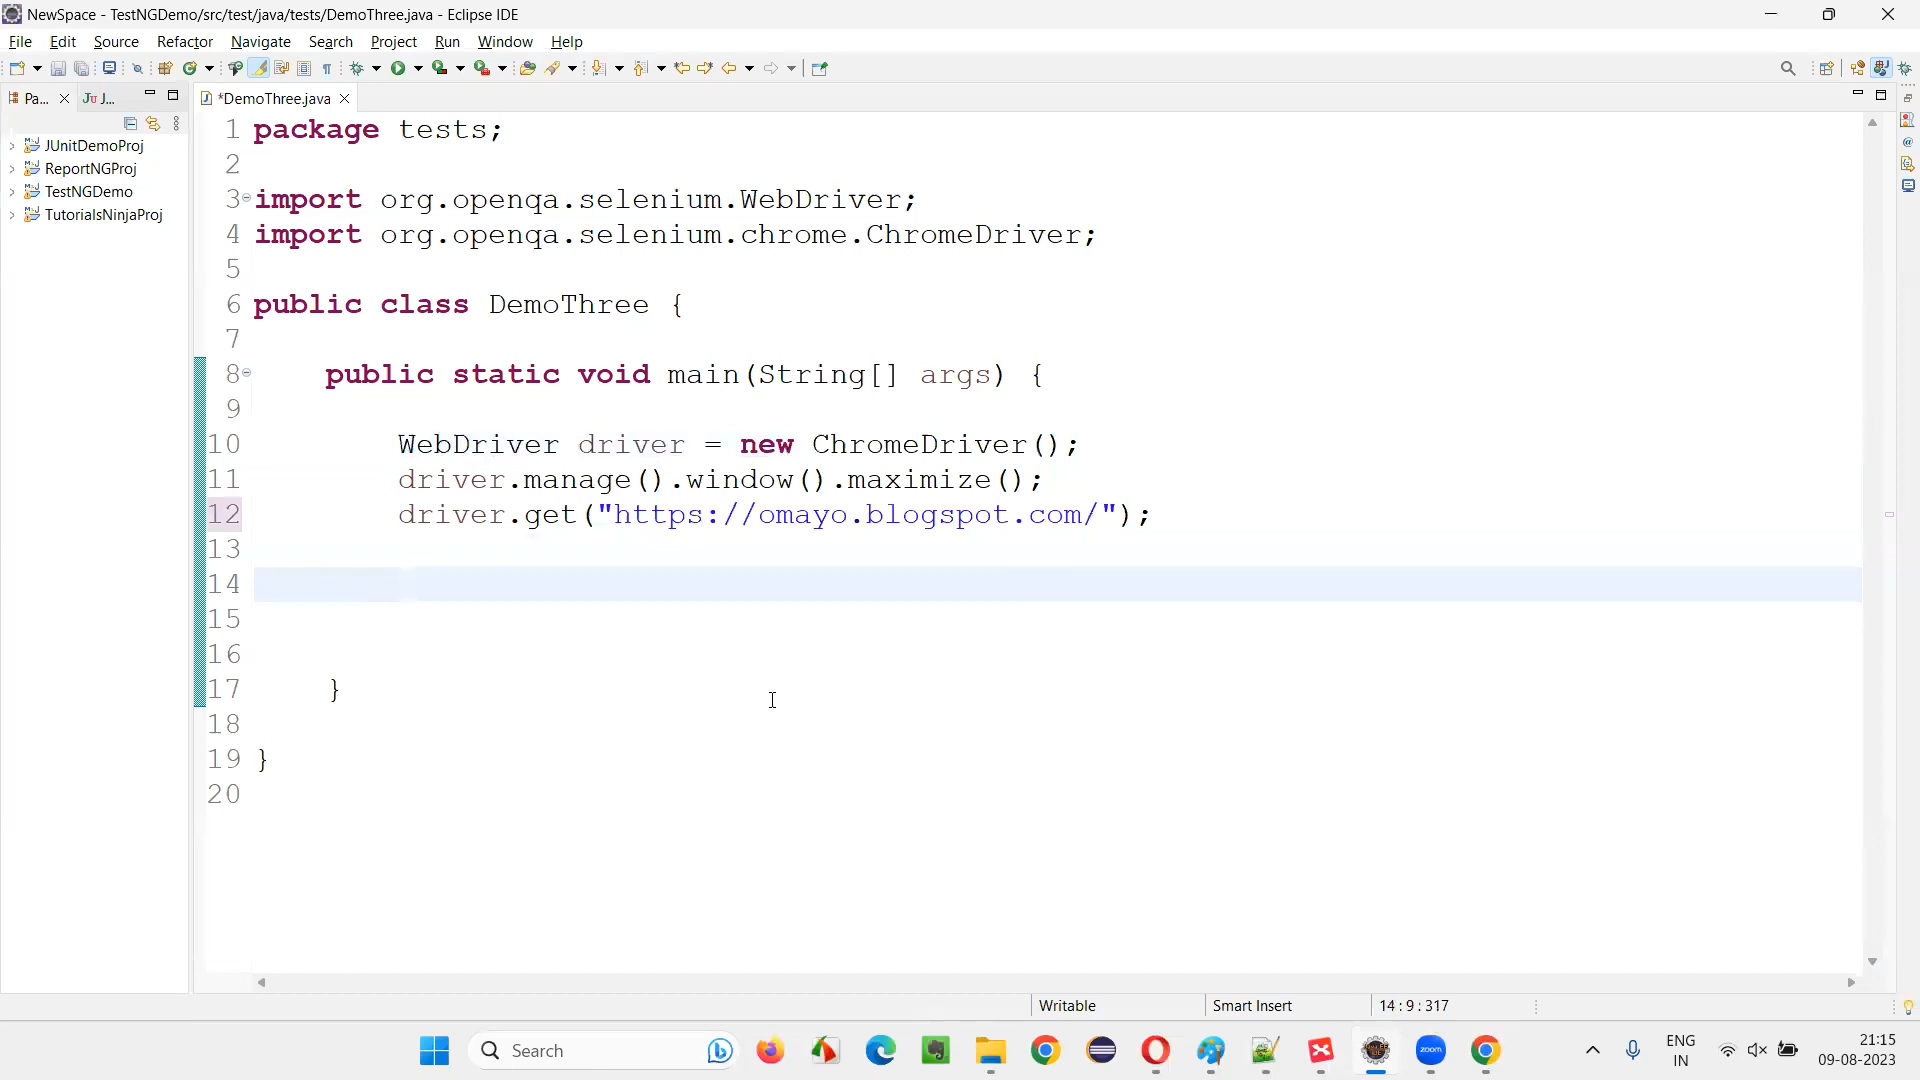 NewSpace - TestNGDemo/src/test/java/tests/DemoThree.java - Eclipse IDE
File Edit Source Refactor Navigate Search Project Run Window Help
Pa... J... *DemoThree.java
JUnitDemoProj
ReportNGProj
TestNGDemo
TutorialsNinjaProj
1 package tests;
2
3 import org.openqa.selenium.WebDriver;
4 import org.openqa.selenium.chrome.ChromeDriver;
5
6 public class DemoThree {
7
8 public static void main(String[] args) {
9
10 WebDriver driver = new ChromeDriver();
11 driver.manage().window().maximize();
12 driver.get("https://omayo.blogspot.com/");
13
14
15
16
17 }
18
19 }
20
Writable Smart Insert 14 : 9 : 317
Search zoom ENG 21:15
IN 09-08-2023